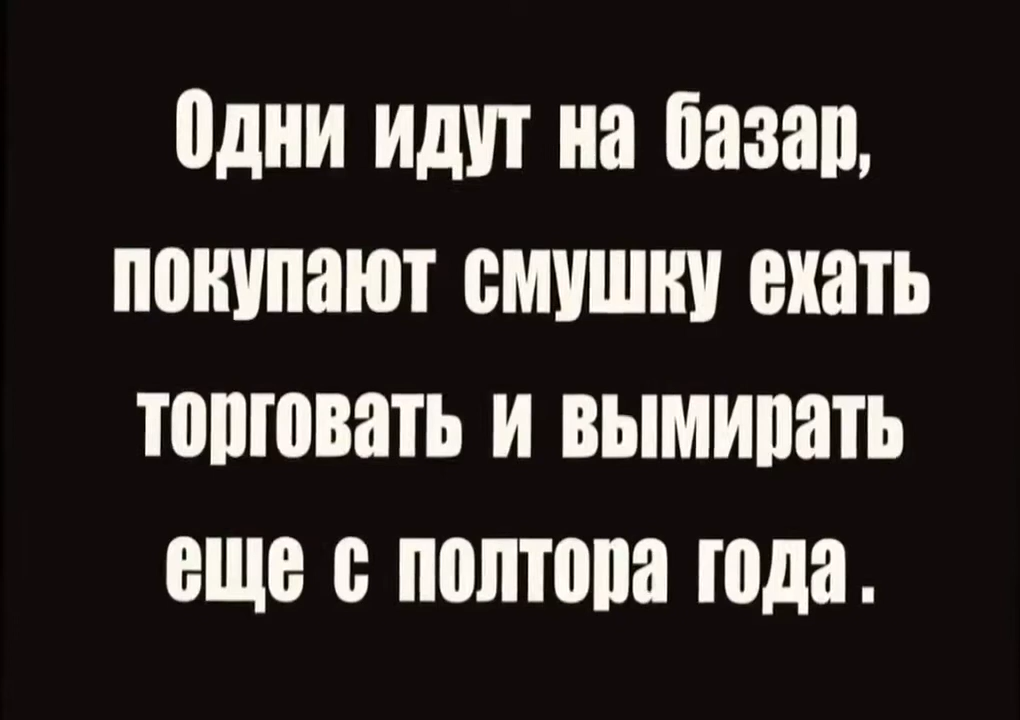 Одни идут на базар,
покупают смушку ехать
торговать и вымирать
еще с полтора года .